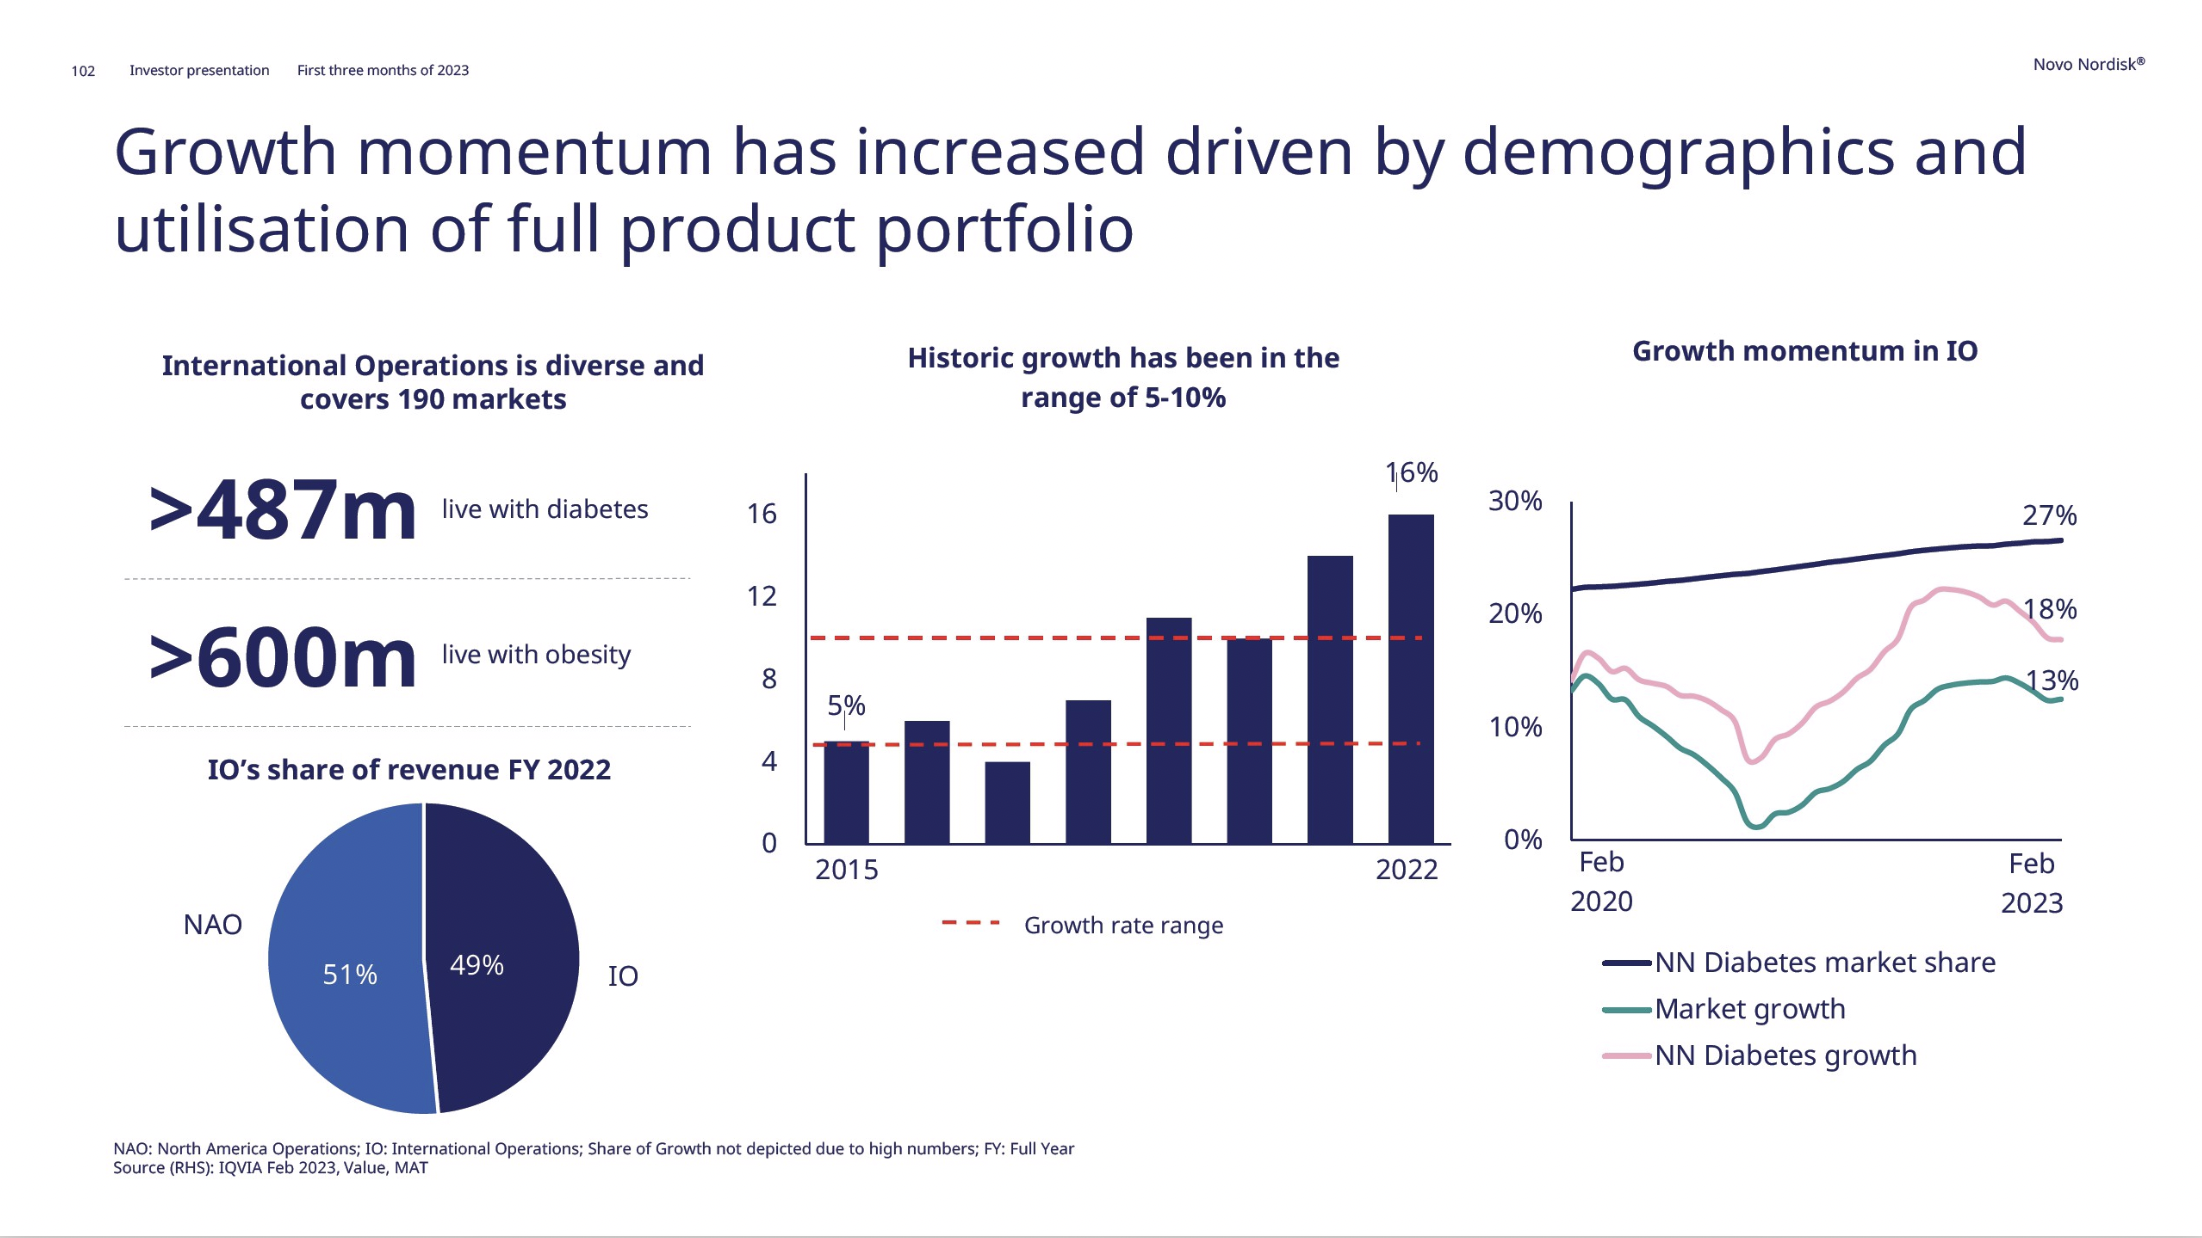 102 Investor presentation First three months of 2023
Novo Nordisk®
Growth momentum has increased driven by demographics and
utilisation of full product portfolio
International Operations is diverse and
covers 190 markets
>487m live with diabetes
>600m live with obesity
IO’s share of revenue FY 2022
NAO
51%
49%
IO
Historic growth has been in the
range of 5-10%
16%
16
12
8
5%
4
0
2015 2022
Growth rate range
Growth momentum in IO
30%
27%
20%
18%
13%
10%
0%
Feb
2020
Feb
2023
NN Diabetes market share
Market growth
NN Diabetes growth
NAO: North America Operations; IO: International Operations; Share of Growth not depicted due to high numbers; FY: Full Year
Source (RHS): IQVIA Feb 2023, Value, MAT